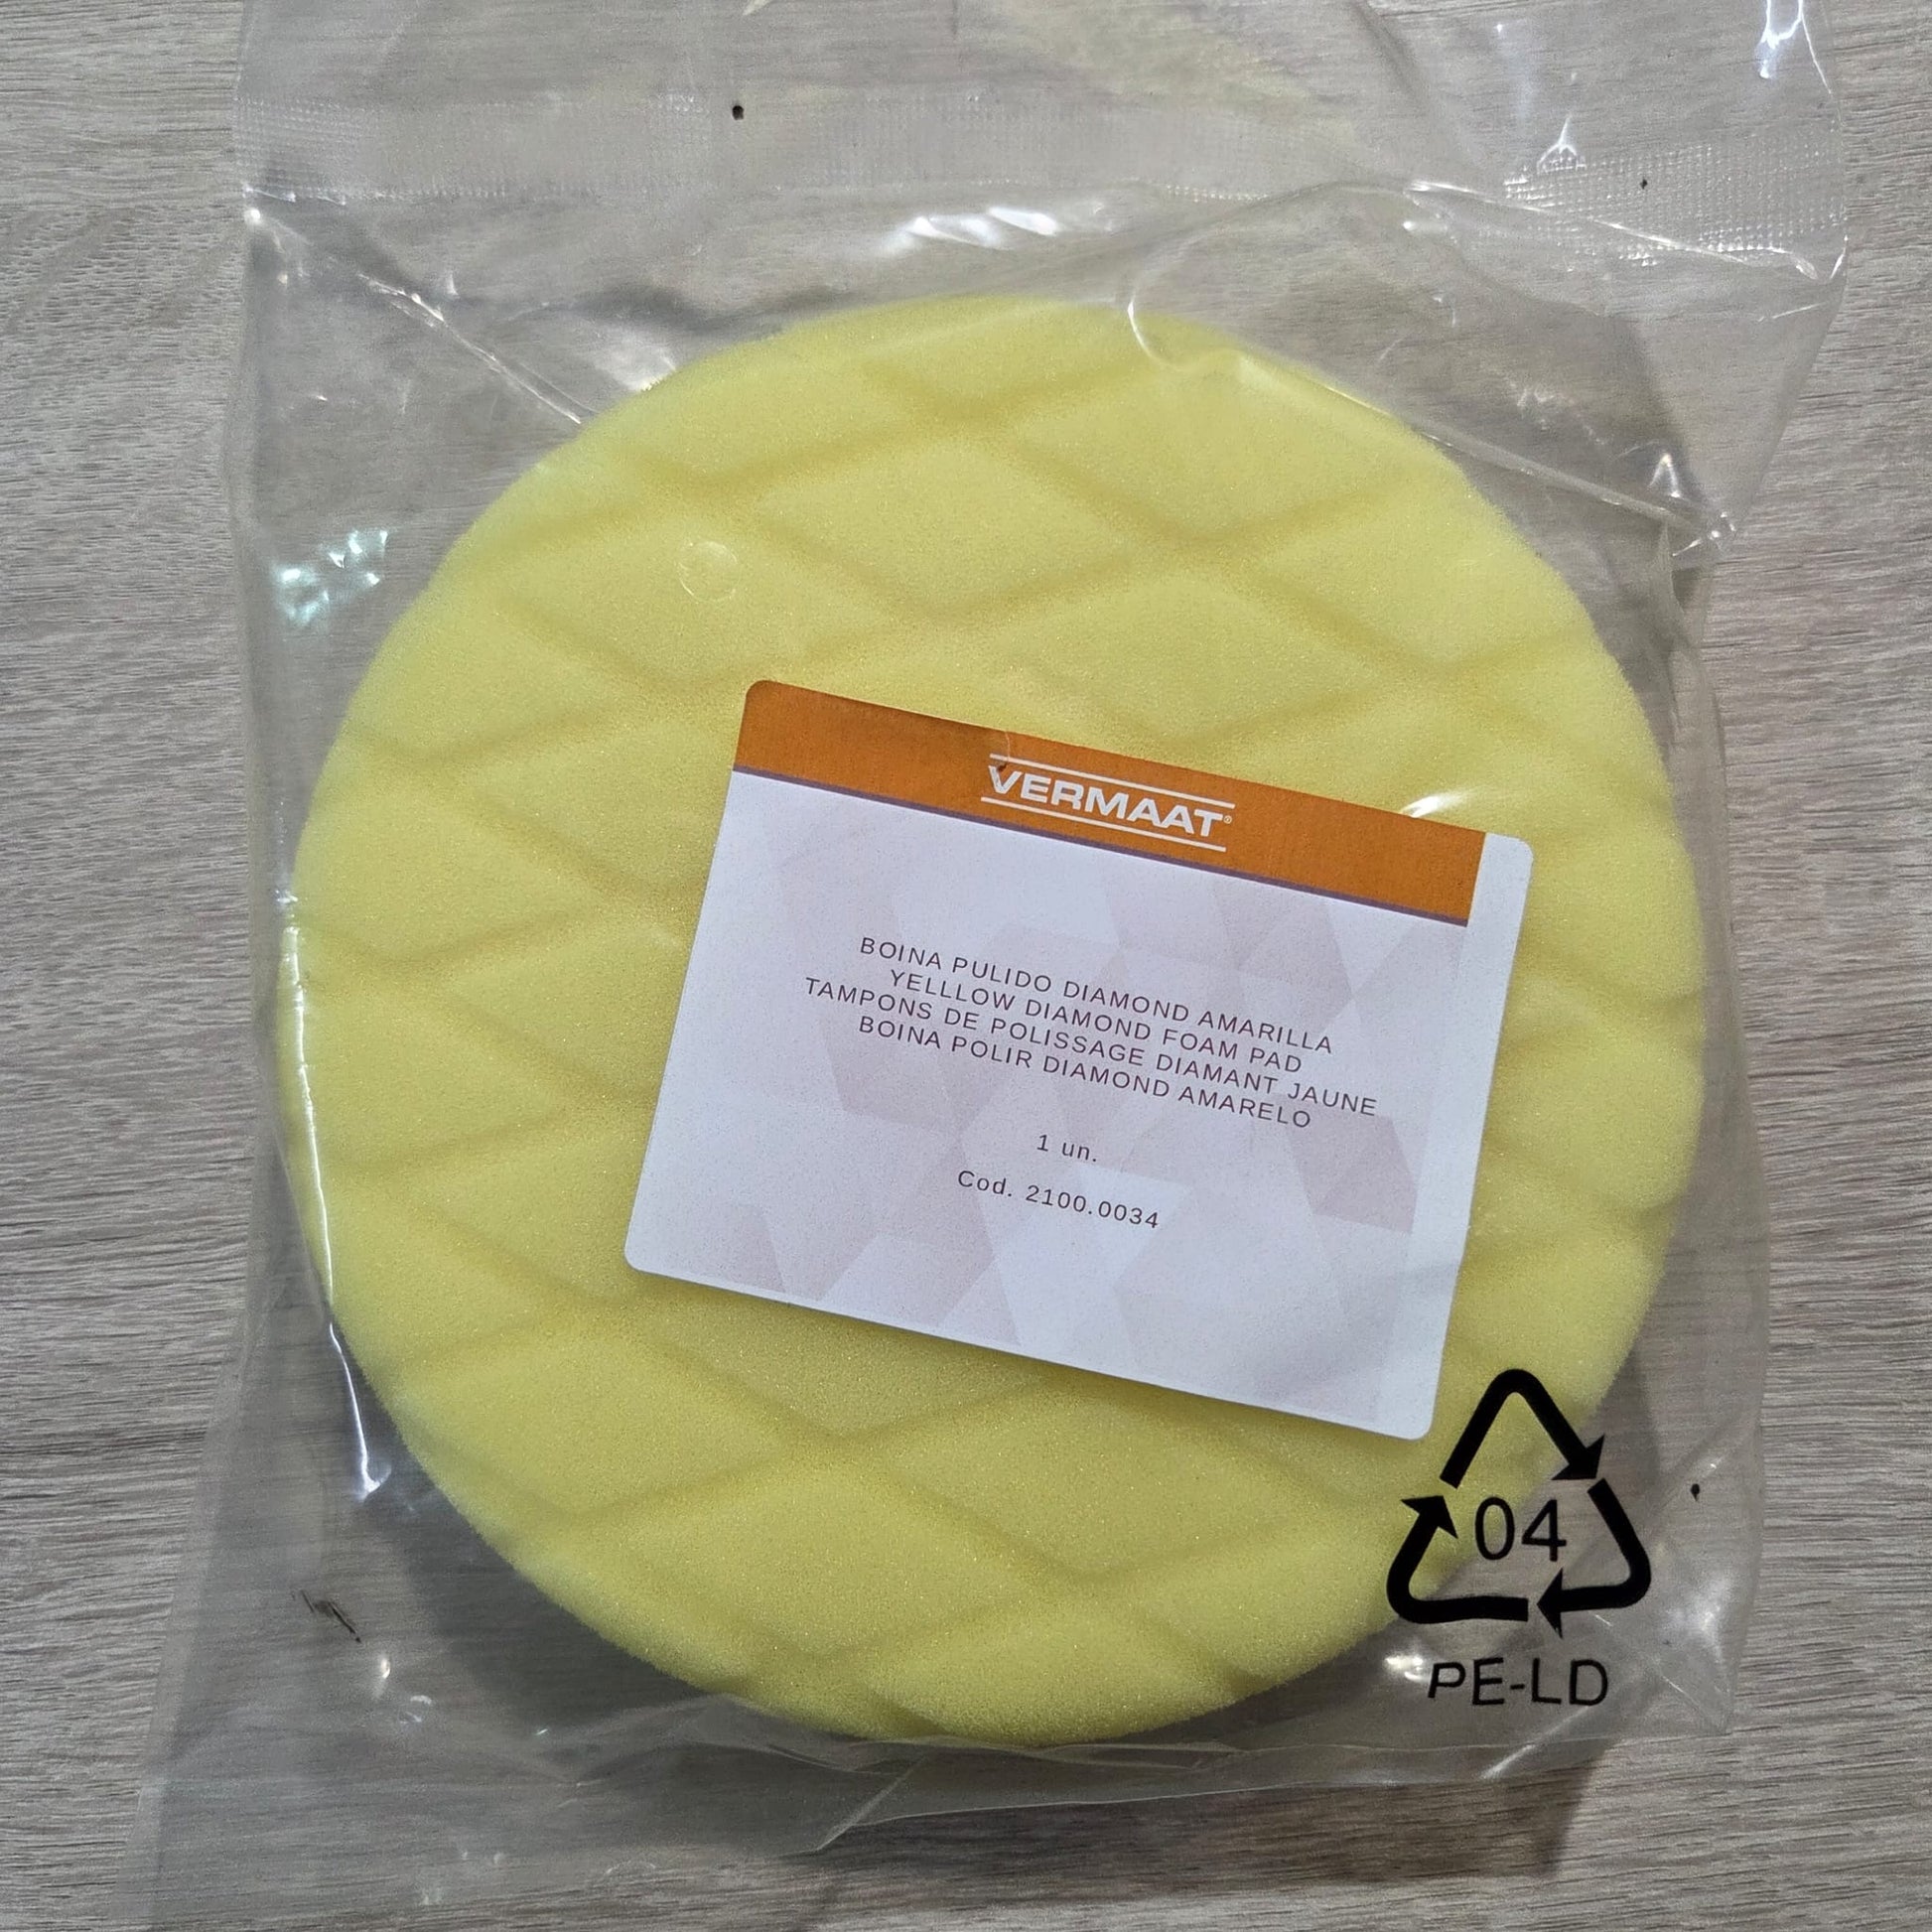 VERMAAT®
BOINA PULIDO DIAMOND AMARILLA
YELLLOW DIAMOND FOAM PAD
TAMPONS DE POLISSAGE DIAMANT JAUNE
BOINA POLIR DIAMOND AMARELO
1 un.
Cod. 2100.0034
04
PE-LD